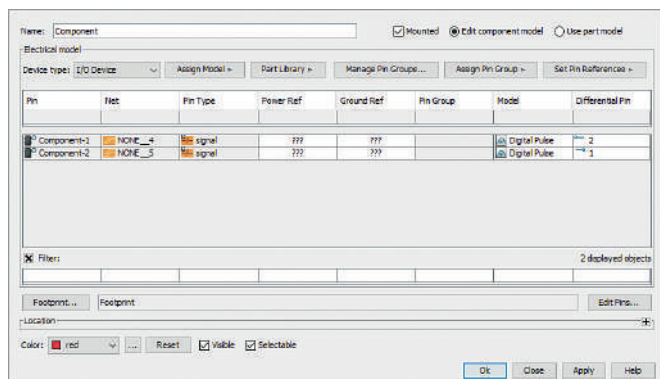 Name: Component Mounted Edit component model Use part model
Electrical model
Device type: I/O Device Assign Model Part Library Manage Pin Groups... Assign Pin Group Set Pin References
Pin Net Pin Type Power Ref Ground Ref Pin Group Model Differential Pin
Component-1 NONE__4 signal ??? ??? Digital Pulse 2
Component-2 NONE__5 signal ??? ??? Digital Pulse 1
Filter: 2 displayed objects
Footprint... Footprint Edit Pins...
Location
Color: red ... Reset Visible Selectable
Ok Close Apply Help